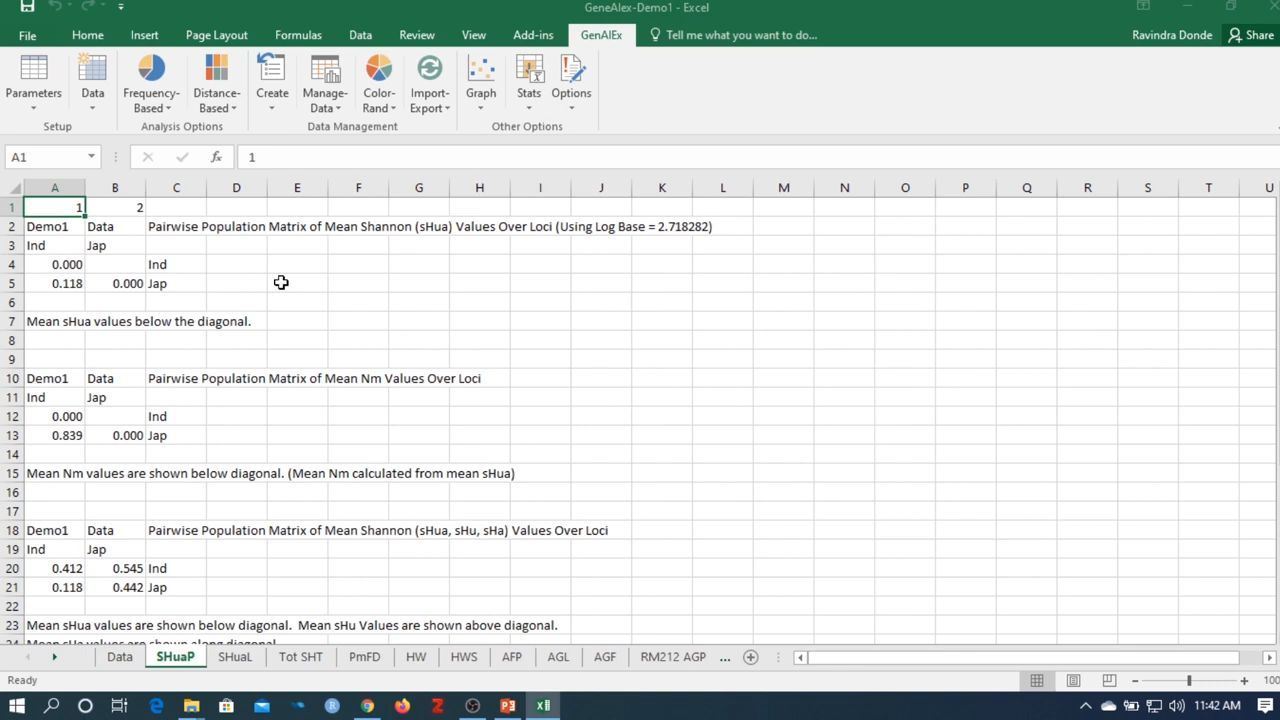 GeneAlex-Demo1 - Excel
File Home Insert Page Layout Formulas Data Review View Add-ins GenAlEx Tell me what you want to do... Ravindra Donde Share
Parameters Data Frequency-Based Distance-Based Create Manage-Data Color-Rand Import-Export Graph Stats Options
Setup Analysis Options Data Management Other Options
A1 fx 1
A B C D E F G H I J K L M N O P Q R S T U
1 1 2
2 Demo1 Data Pairwise Population Matrix of Mean Shannon (sHua) Values Over Loci (Using Log Base = 2.718282)
3 Ind Jap
4 0.000 Ind
5 0.118 0.000 Jap
6
7 Mean sHua values below the diagonal.
8
9
10 Demo1 Data Pairwise Population Matrix of Mean Nm Values Over Loci
11 Ind Jap
12 0.000 Ind
13 0.839 0.000 Jap
14
15 Mean Nm values are shown below diagonal. (Mean Nm calculated from mean sHua)
16
17
18 Demo1 Data Pairwise Population Matrix of Mean Shannon (sHua, sHu, sHa) Values Over Loci
19 Ind Jap
20 0.412 0.545 Ind
21 0.118 0.442 Jap
22
23 Mean sHua values are shown below diagonal. Mean sHu Values are shown above diagonal.
24 Mean sHa values are shown along diagonal.
Data SHuaP SHuaL Tot SHT PmFD HW HWS AFP AGL AGF RM212 AGP ...
Ready 100
11:42 AM